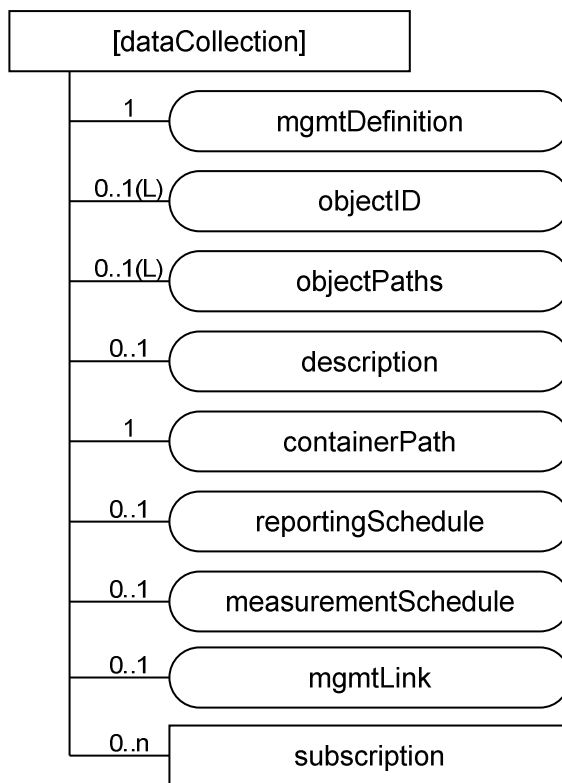 [dataCollection]
1
mgmtDefinition
0..1(L)
objectID
0..1(L)
objectPaths
0..1
description
1
containerPath
0..1
reportingSchedule
0..1
measurementSchedule
0..1
mgmtLink
0..n
subscription